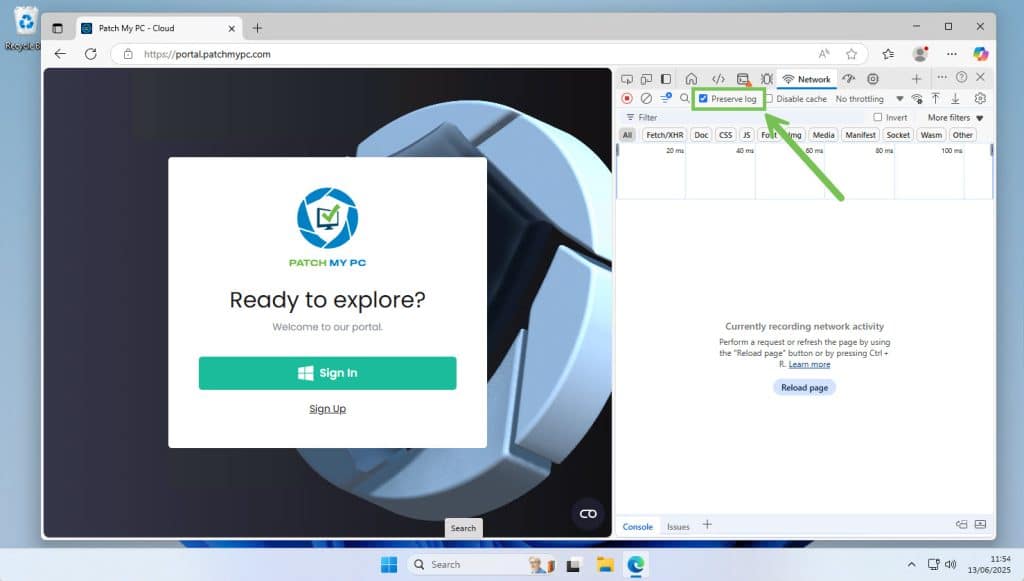 Recycle B
Patch My PC - Cloud
https://portal.patchmypc.com
Network
Preserve log
Disable cache
No throttling
Filter
Invert
More filters
All
Fetch/XHR
Doc
CSS
JS
Img
Media
Manifest
Socket
Wasm
Other
20 ms
40 ms
60 ms
80 ms
100 ms
PATCH MY PC
Ready to explore?
Welcome to our portal.
Sign In
Sign Up
Currently recording network activity
Perform a request or refresh the page by using
the "Reload page" button or by pressing Ctrl +
R. Learn more
Reload page
Console
Issues
Search
Search
11:54
13/06/2025